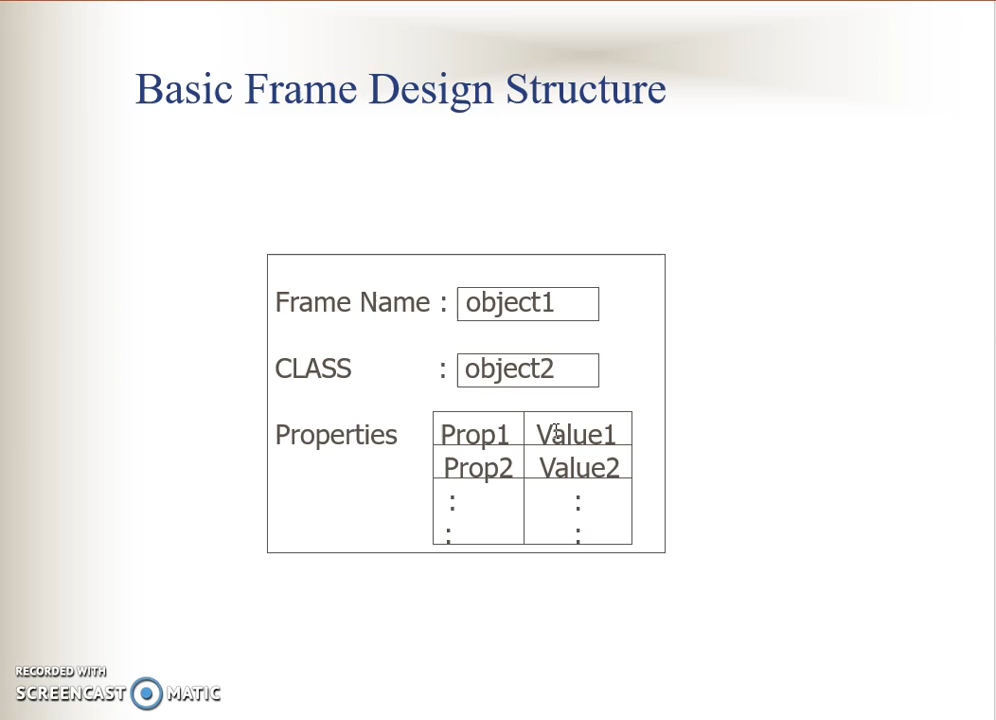 Basic Frame Design Structure
Frame Name : object1
CLASS : object2
Properties Prop1 Value1
Prop2 Value2
: :
: :
RECORDED WITH
SCREENCAST MATIC